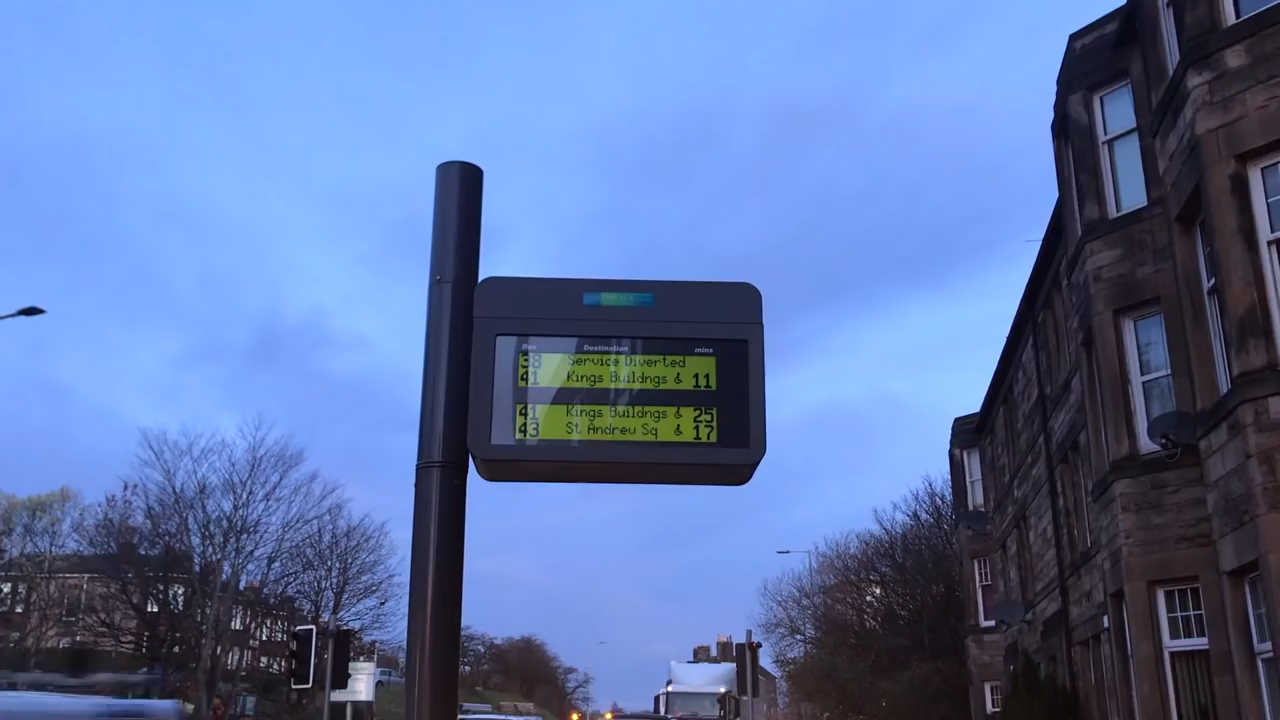 Bus Destination mins
38 Service Diverted
41 Kings Buildngs ♿ 11
41 Kings Buildngs ♿ 25
43 St Andrew Sq ♿ 17